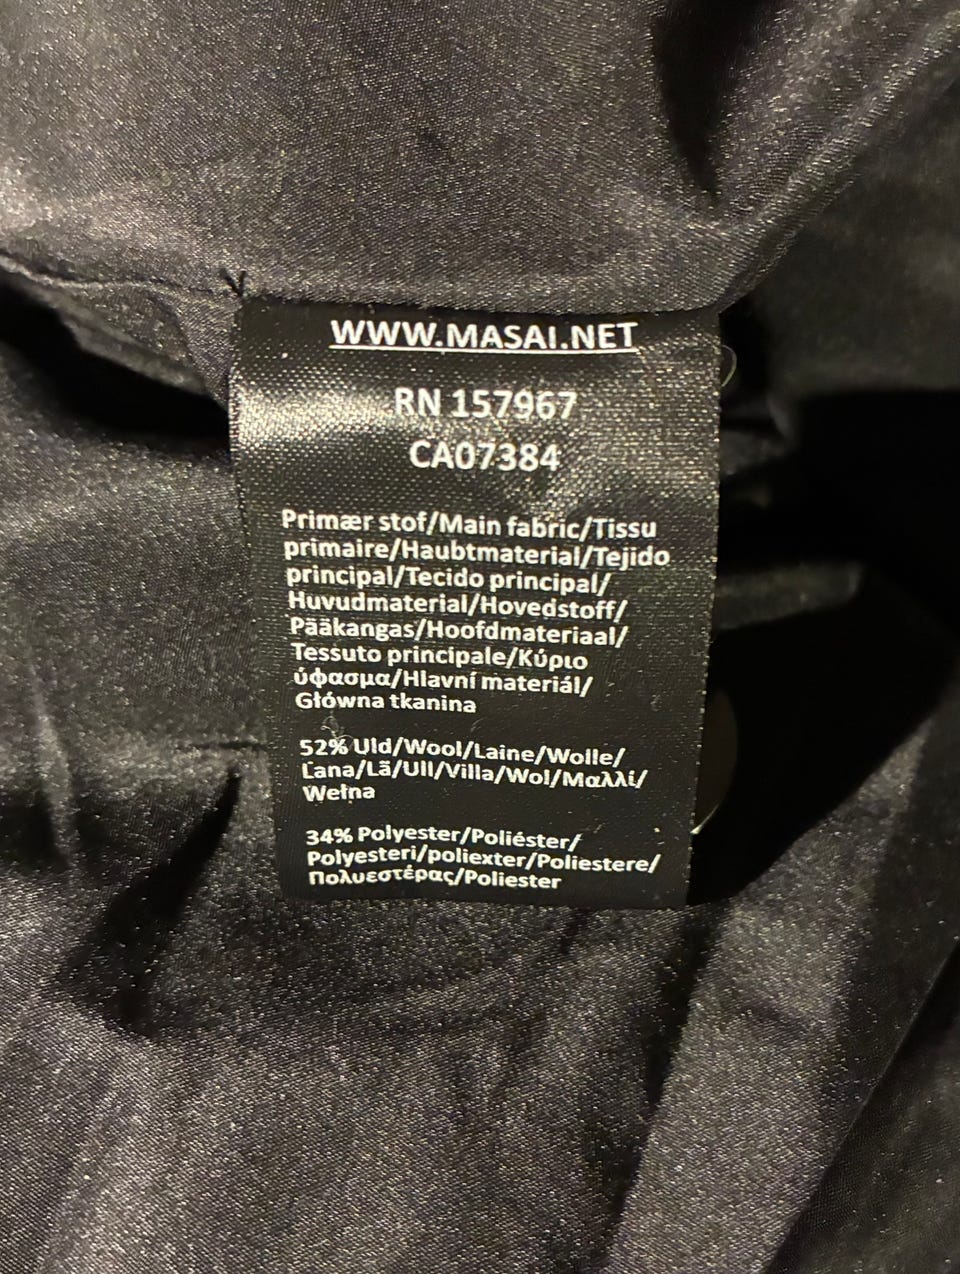 WWW.MASAI.NET
RN 157967
CA07384
Primær stof/Main fabric/Tissu
primaire/Haubtmaterial/Tejido
principal/Tecido principal/
Huvudmaterial/Hovedstoff/
Pääkangas/Hoofdmateriaal/
Tessuto principale/Κύριο
ύφασμα/Hlavní materiál/
Główna tkanina
52% Uld/Wool/Laine/Wolle/
Lana/Lã/Ull/Villa/Wol/Μαλλί/
Wełna
34% Polyester/Poliéster/
Polyesteri/poliexter/Poliestere/
Πολυεστέρας/Poliester